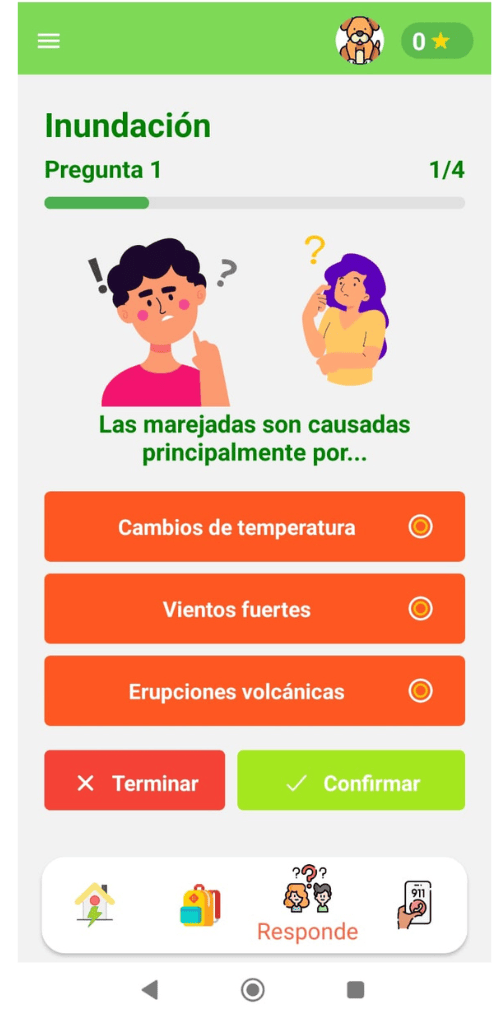 0
Inundación
Pregunta 1
1/4
! ?
?
Las marejadas son causadas
principalmente por...
Cambios de temperatura
Vientos fuertes
Erupciones volcánicas
Terminar
Confirmar
???
911
Responde